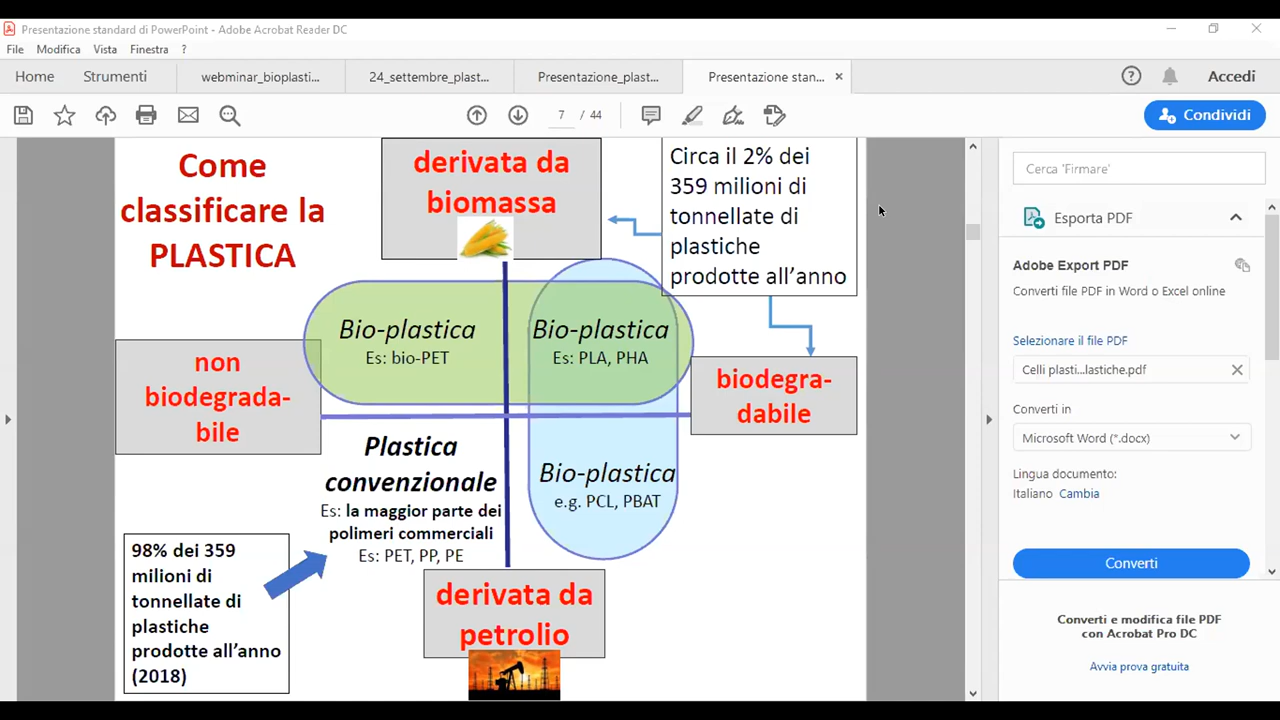 Presentazione standard di PowerPoint - Adobe Acrobat Reader DC
File Modifica Vista Finestra ?
Home Strumenti webminar_bioplasti... 24_settembre_plast... Presentazione_plast... Presentazione stan... × Accedi
7 / 44 Condividi
Come
classificare la
PLASTICA
derivata da
biomassa
Circa il 2% dei
359 milioni di
tonnellate di
plastiche
prodotte all’anno
Bio-plastica
Es: bio-PET
Bio-plastica
Es: PLA, PHA
non
biodegrada-
bile
biodegra-
dabile
Plastica
convenzionale
Es: la maggior parte dei
polimeri commerciali
Es: PET, PP, PE
Bio-plastica
e.g. PCL, PBAT
98% dei 359
milioni di
tonnellate di
plastiche
prodotte all’anno
(2018)
derivata da
petrolio
Cerca 'Firmare'
Esporta PDF
Adobe Export PDF
Converti file PDF in Word o Excel online
Selezionare il file PDF
Celli plasti...lastiche.pdf
Converti in
Microsoft Word (*.docx)
Lingua documento:
Italiano Cambia
Converti
Converti e modifica file PDF
con Acrobat Pro DC
Avvia prova gratuita